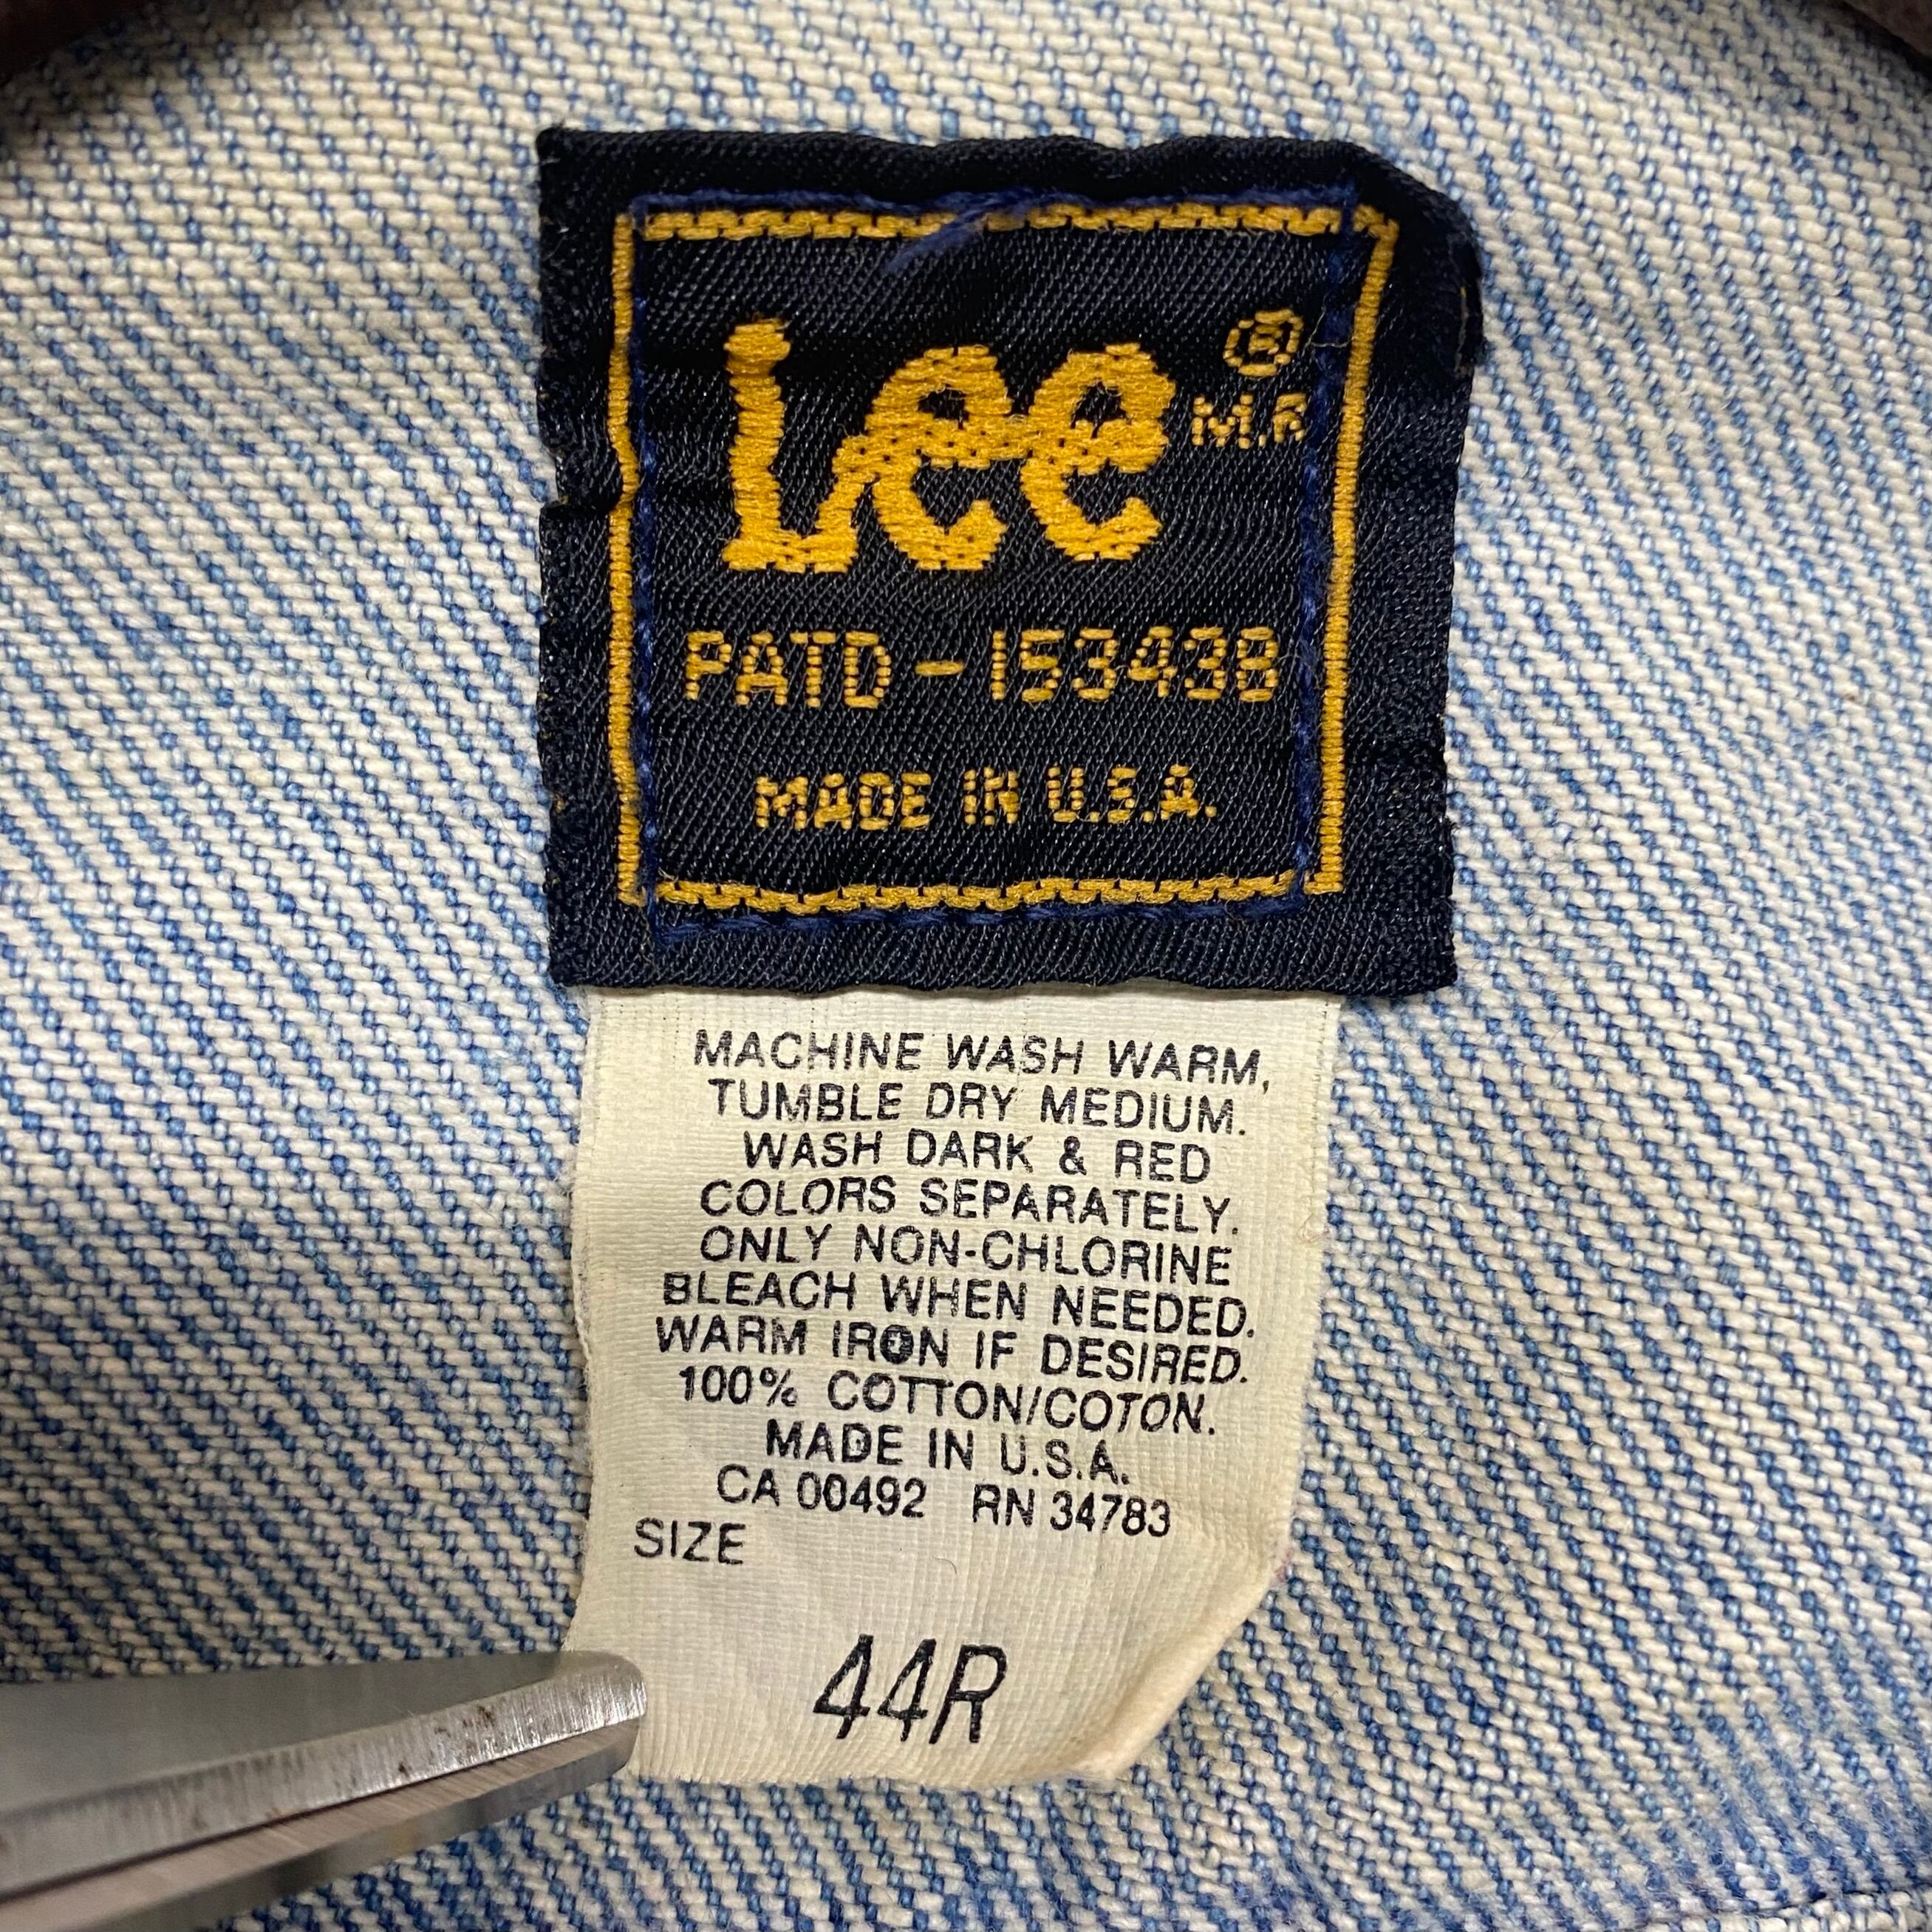 Lee ®
M.R
PATD-153438
MADE IN U.S.A.
MACHINE WASH WARM,
TUMBLE DRY MEDIUM.
WASH DARK & RED
COLORS SEPARATELY.
ONLY NON-CHLORINE
BLEACH WHEN NEEDED.
WARM IRON IF DESIRED.
100% COTTON/COTON.
MADE IN U.S.A.
CA 00492 RN 34783
SIZE
44R